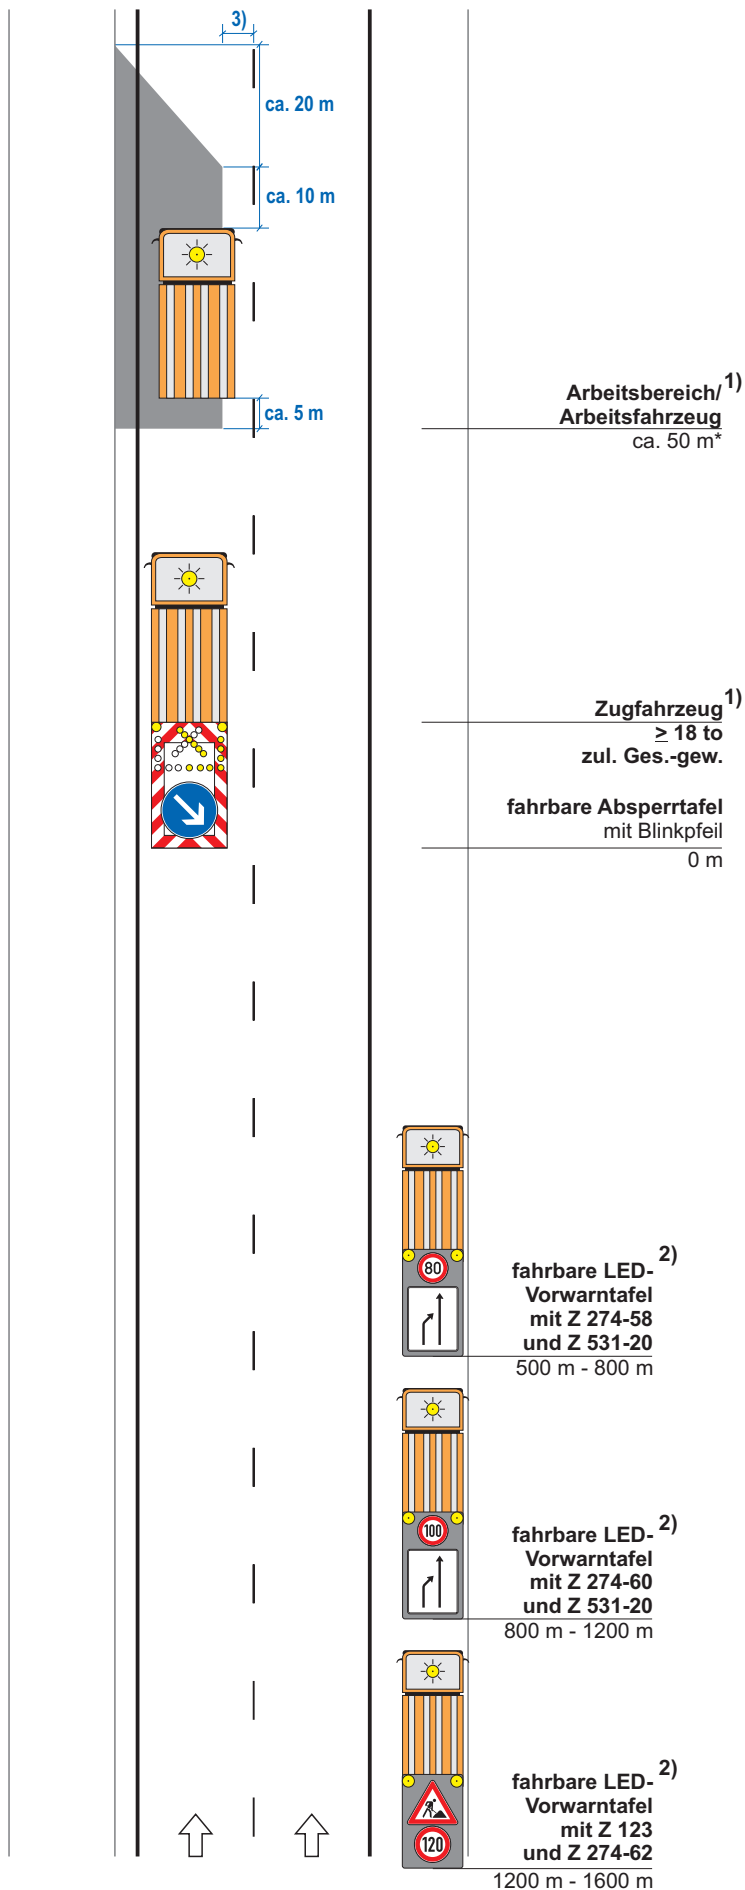 3)
ca. 20 m
ca. 10 m
Arbeitsbereich/ 1)
Arbeitsfahrzeug
ca. 5 m
ca. 50 m*
Zugfahrzeug 1)
≥ 18 to
zul. Ges.-gew.
fahrbare Absperrtafel
mit Blinkpfeil
0 m
80
fahrbare LED- 2)
Vorwarntafel
mit Z 274-58
und Z 531-20
500 m - 800 m
100
fahrbare LED- 2)
Vorwarntafel
mit Z 274-60
und Z 531-20
800 m - 1200 m
fahrbare LED- 2)
Vorwarntafel
mit Z 123
und Z 274-62
120
1200 m - 1600 m